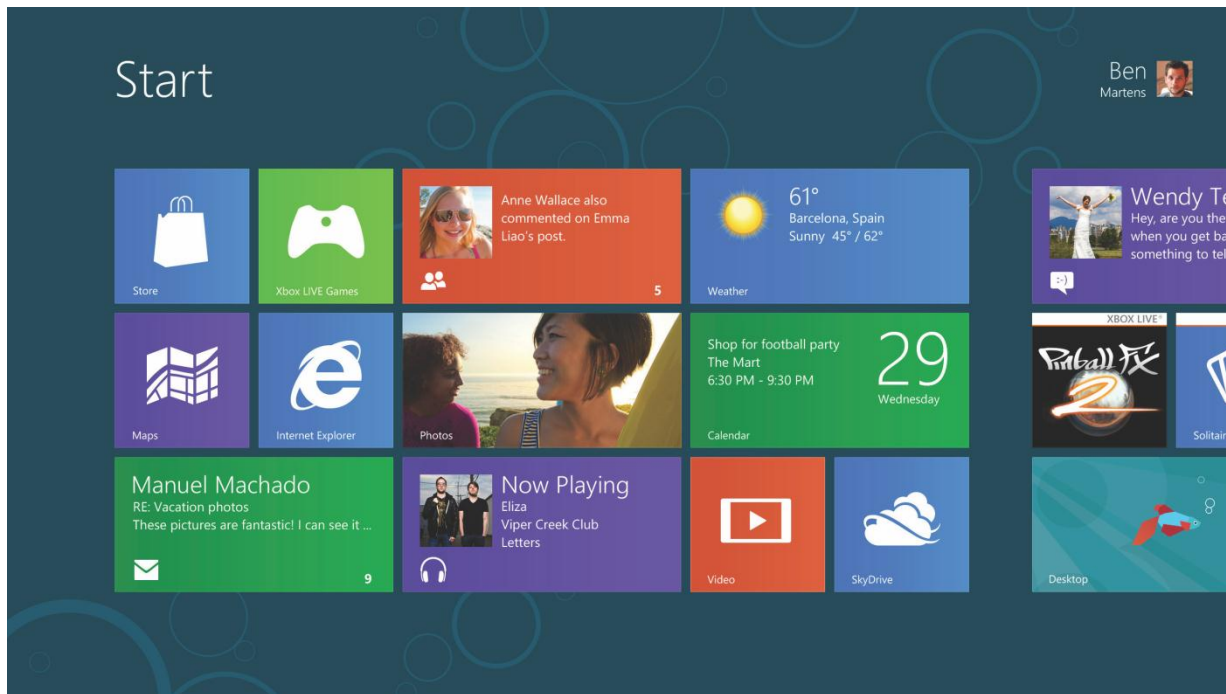 Start
Ben
Martens
Store
Xbox LIVE Games
Anne Wallace also
commented on Emma
Liao's post.
5
61°
Barcelona, Spain
Sunny 45° / 62°
Weather
Wendy Te
Hey, are you the
when you get ba
something to tel
:-)
Maps
Internet Explorer
Photos
Shop for football party
The Mart
6:30 PM - 9:30 PM
29
Wednesday
Calendar
XBOX LIVE
Pinball FX
2
Solitair
Manuel Machado
RE: Vacation photos
These pictures are fantastic! I can see it ...
9
Now Playing
Eliza
Viper Creek Club
Letters
Video
SkyDrive
Desktop